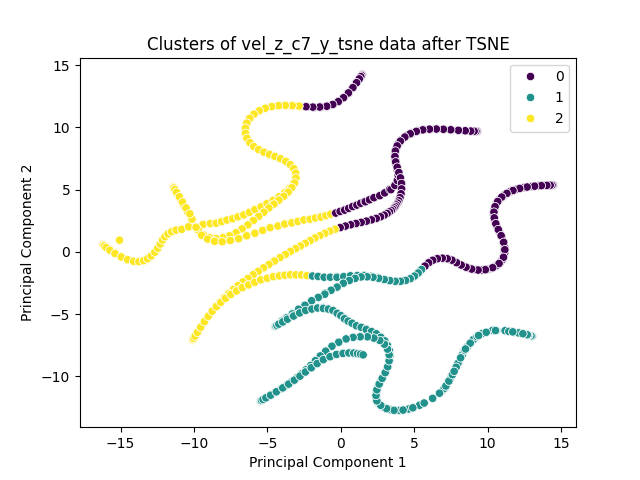 Clusters of vel_z_c7_y_tsne data after TSNE
0
1
2
15
10
5
0
−5
−10
Principal Component 2
−15 −10 −5 0 5 10 15
Principal Component 1